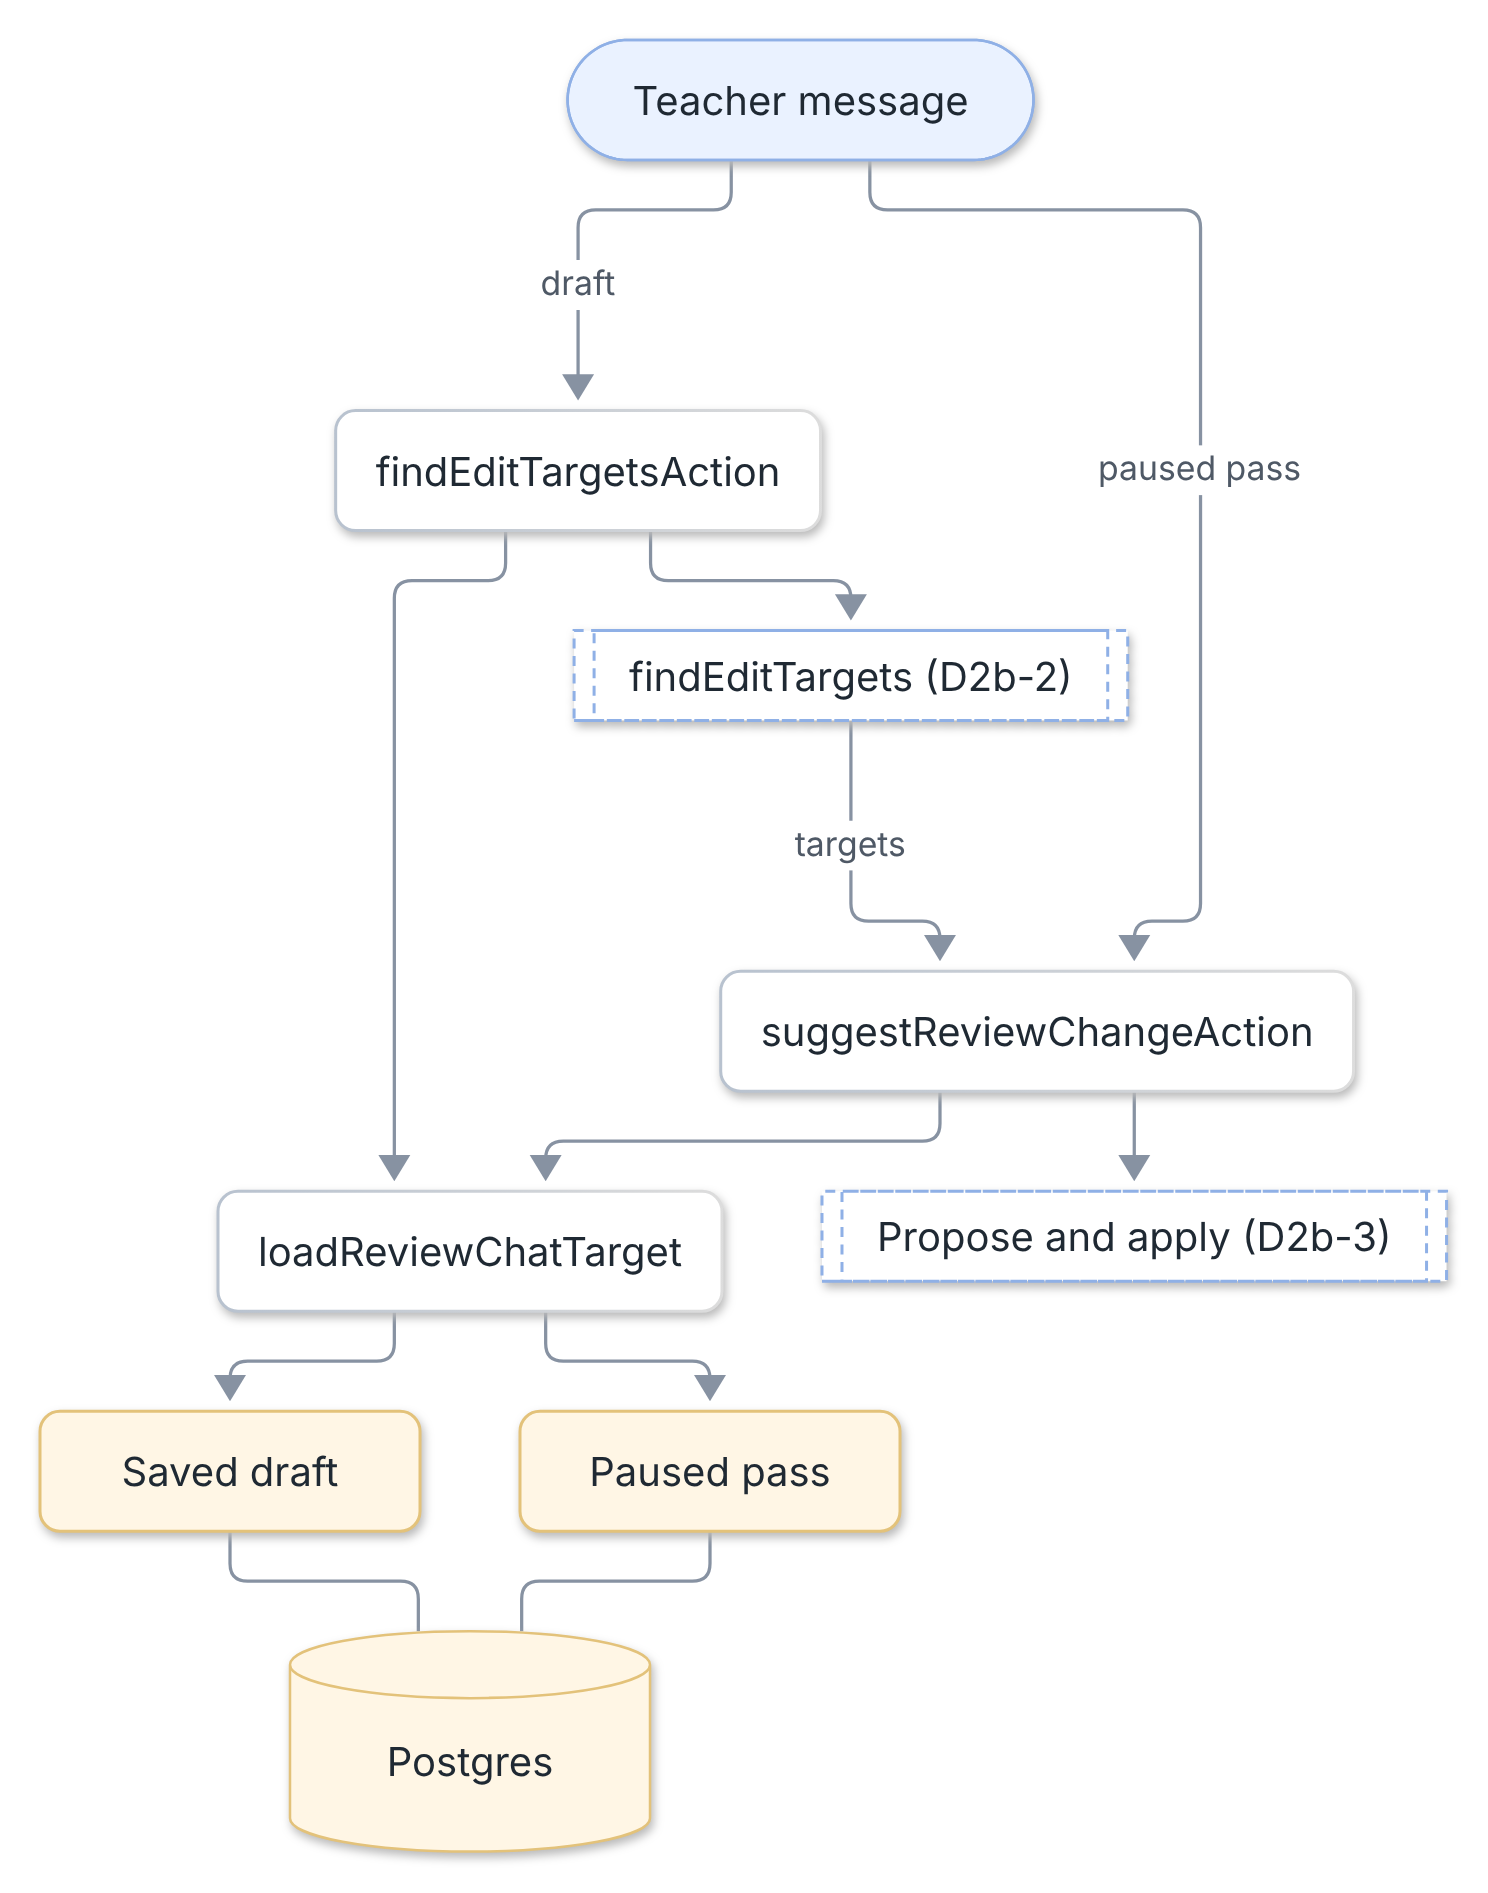 Teacher message
draft
findEditTargetsAction
paused pass
findEditTargets (D2b-2)
targets
suggestReviewChangeAction
loadReviewChatTarget
Propose and apply (D2b-3)
Saved draft
Paused pass
Postgres